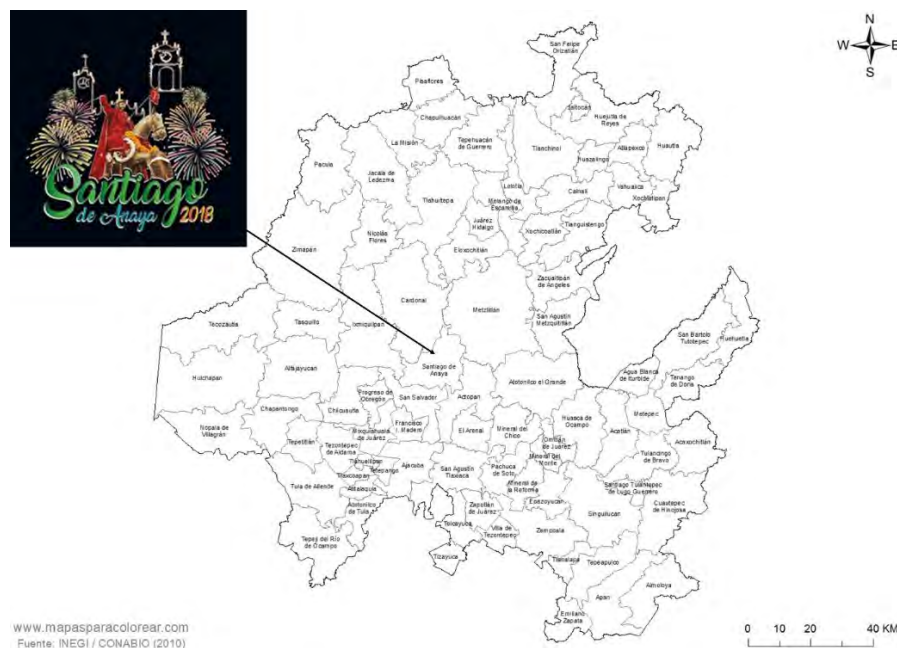 Santiago
de Anaya 2018
N
W E
S
San Felipe
Orizatlán
Pisaflores
Jaltocán
Huejutla de
Reyes
Chapulhuacán
La Misión
Tepehuacán
de Guerrero
Tlanchinol
Atlapexco
Huautla
Huazalingo
Pacula
Jacala de
Ledezma
Lolotla
Calnali
Yahualica
Xochiatipan
Tlahuiltepa
Molango de
Escamilla
Juárez
Hidalgo
Xochicoatlán
Tianguistengo
Nicolás
Flores
Zimapán
Eloxochitlán
Zacualtipán
de Angeles
Cardonal
Metztitlán
San Agustín
Metzquititlán
Tecozautla
Tasquillo
Ixmiquilpan
San Bartolo
Tutotepec
Huehuetla
Santiago de
Anaya
Huichapan
Alfajayucan
Atotonilco el Grande
Agua Blanca
de Iturbide
Tenango
de Doria
Progreso de
Obregón
San Salvador
Actopan
Chapantongo
Chilcuautla
Huasca de
Ocampo
Metepec
Nopala de
Villagrán
Mixquiahuala
de Juárez
Francisco
I. Madero
El Arenal
Mineral del
Chico
Acatlán
Acaxochitlán
Tepetitlán
Tezontepec
de Aldama
Omitlán
de Juárez
Mineral del
Monte
Tulancingo
de Bravo
Tlahuelilpan
Tetepango
Ajacuba
San Agustín
Tlaxiaca
Pachuca
de Soto
Tlaxcoapan
Tula de Allende
Atitalaquia
Mineral de
la Reforma
Santiago Tulantepec
de Lugo Guerrero
Atotonilco
de Tula
Epazoyucan
Cuautepec
de Hinojosa
Zapotlán
de Juárez
Singuilucan
Tolcayuca
Villa de
Tezontepec
Zempoala
Tepeji del Río
de Ocampo
Tizayuca
Tlanalapa
Tepeapulco
Almoloya
Apan
Emiliano
Zapata
www.mapasparacolorear.com
Fuente: INEGI / CONABIO (2010)
0 10 20 40 KM